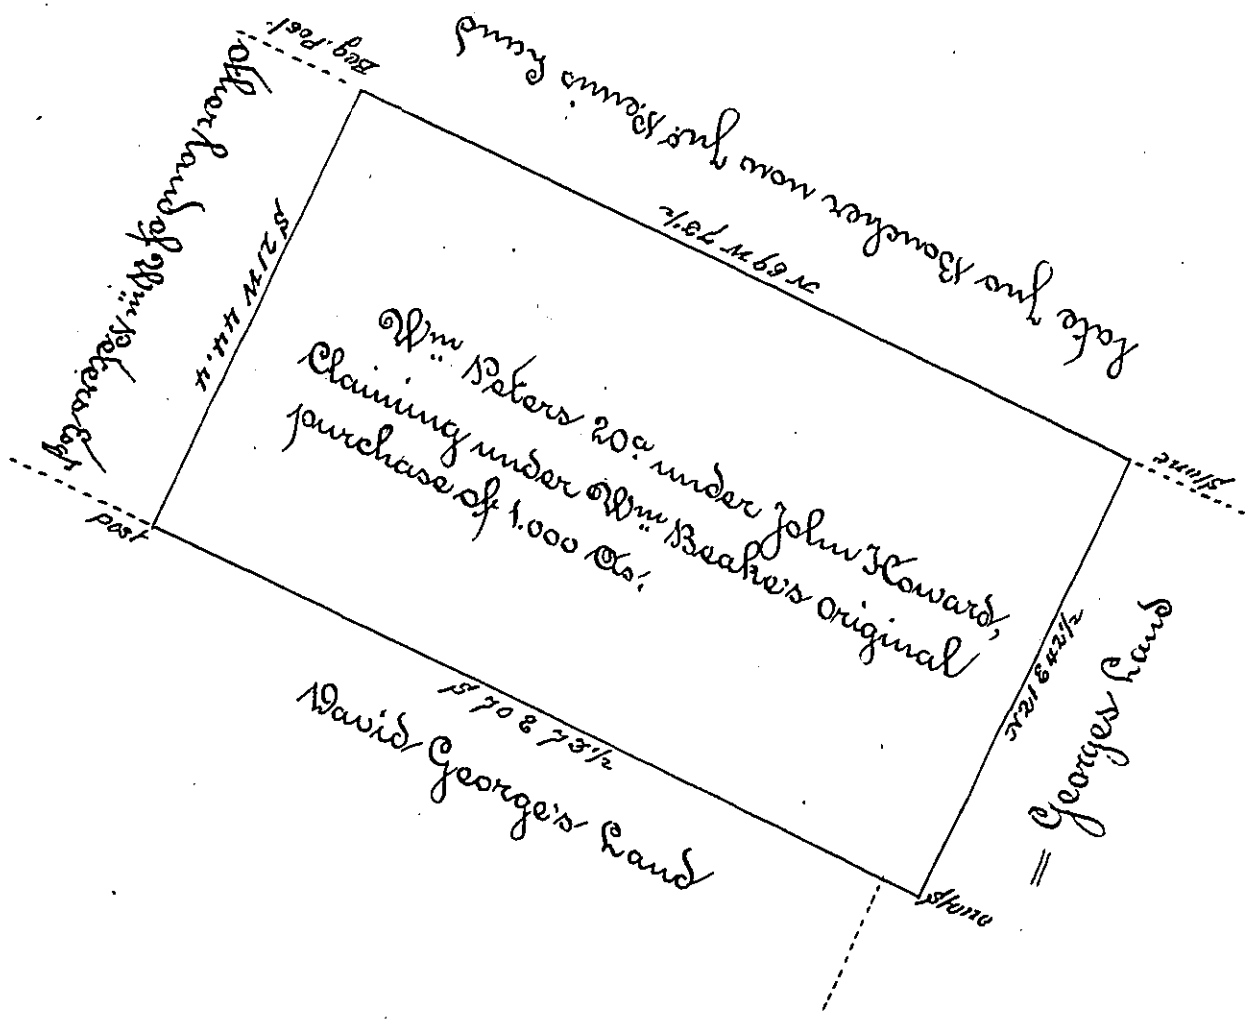 Beg. Post
Other Land of Wm Peters Esqr
S 21 W 44.4
Late Jno Boucher now Jno Dennis Land
N 69 W 73½
Wm Peters 20a under John Howard,
Claiming under Wm Beake's original
purchase of 1.000 As:
Stone
post
N 21 E 42½
= Georges Land
S 70 E 73½
David George's Land
Stone